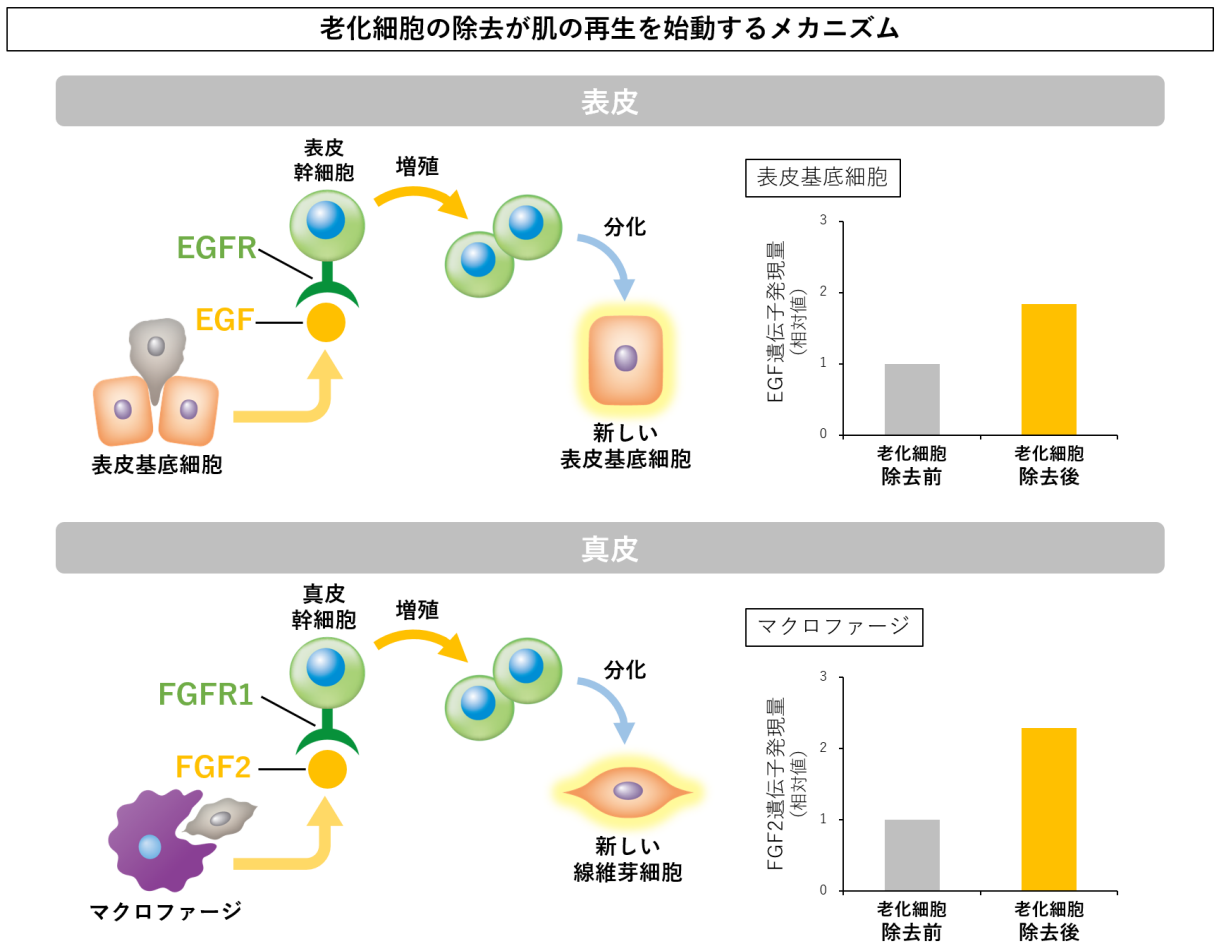 老化細胞の除去が肌の再生を始動するメカニズム
表皮
表皮
幹細胞
増殖
EGFR
EGF
分化
表皮基底細胞
新しい
表皮基底細胞
表皮基底細胞
EGF遺伝子発現量
（相対値）
3
2
1
0
老化細胞
除去前
老化細胞
除去後
真皮
真皮
幹細胞
増殖
FGFR1
FGF2
分化
マクロファージ
新しい
線維芽細胞
マクロファージ
FGF2遺伝子発現量
（相対値）
3
2
1
0
老化細胞
除去前
老化細胞
除去後